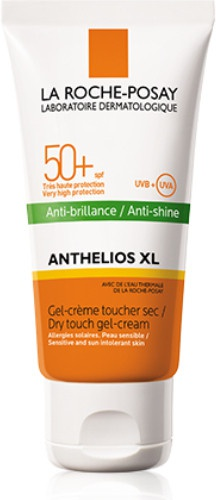 LA ROCHE-POSAY
LABORATOIRE DERMATOLOGIQUE
50+
spf
Très haute protection
Very high protection
UVB + UVA
Anti-brillance / Anti-shine
ANTHELIOS XL
AVEC DE L'EAU THERMALE
DE LA ROCHE-POSAY
Gel-crème toucher sec /
Dry touch gel-cream
Allergies solaires. Peau sensible /
Sensitive and sun intolerant skin